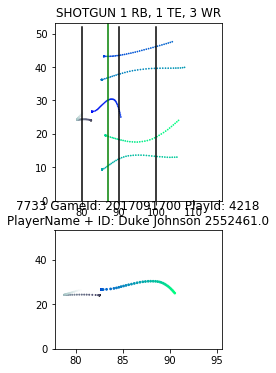 SHOTGUN 1 RB, 1 TE, 3 WR
50
40
30
20
10
0
80 90 100 110
7733 GameId: 2017091700 PlayId: 4218
PlayerName + ID: Duke Johnson 2552461.0
40
20
0
80 85 90 95